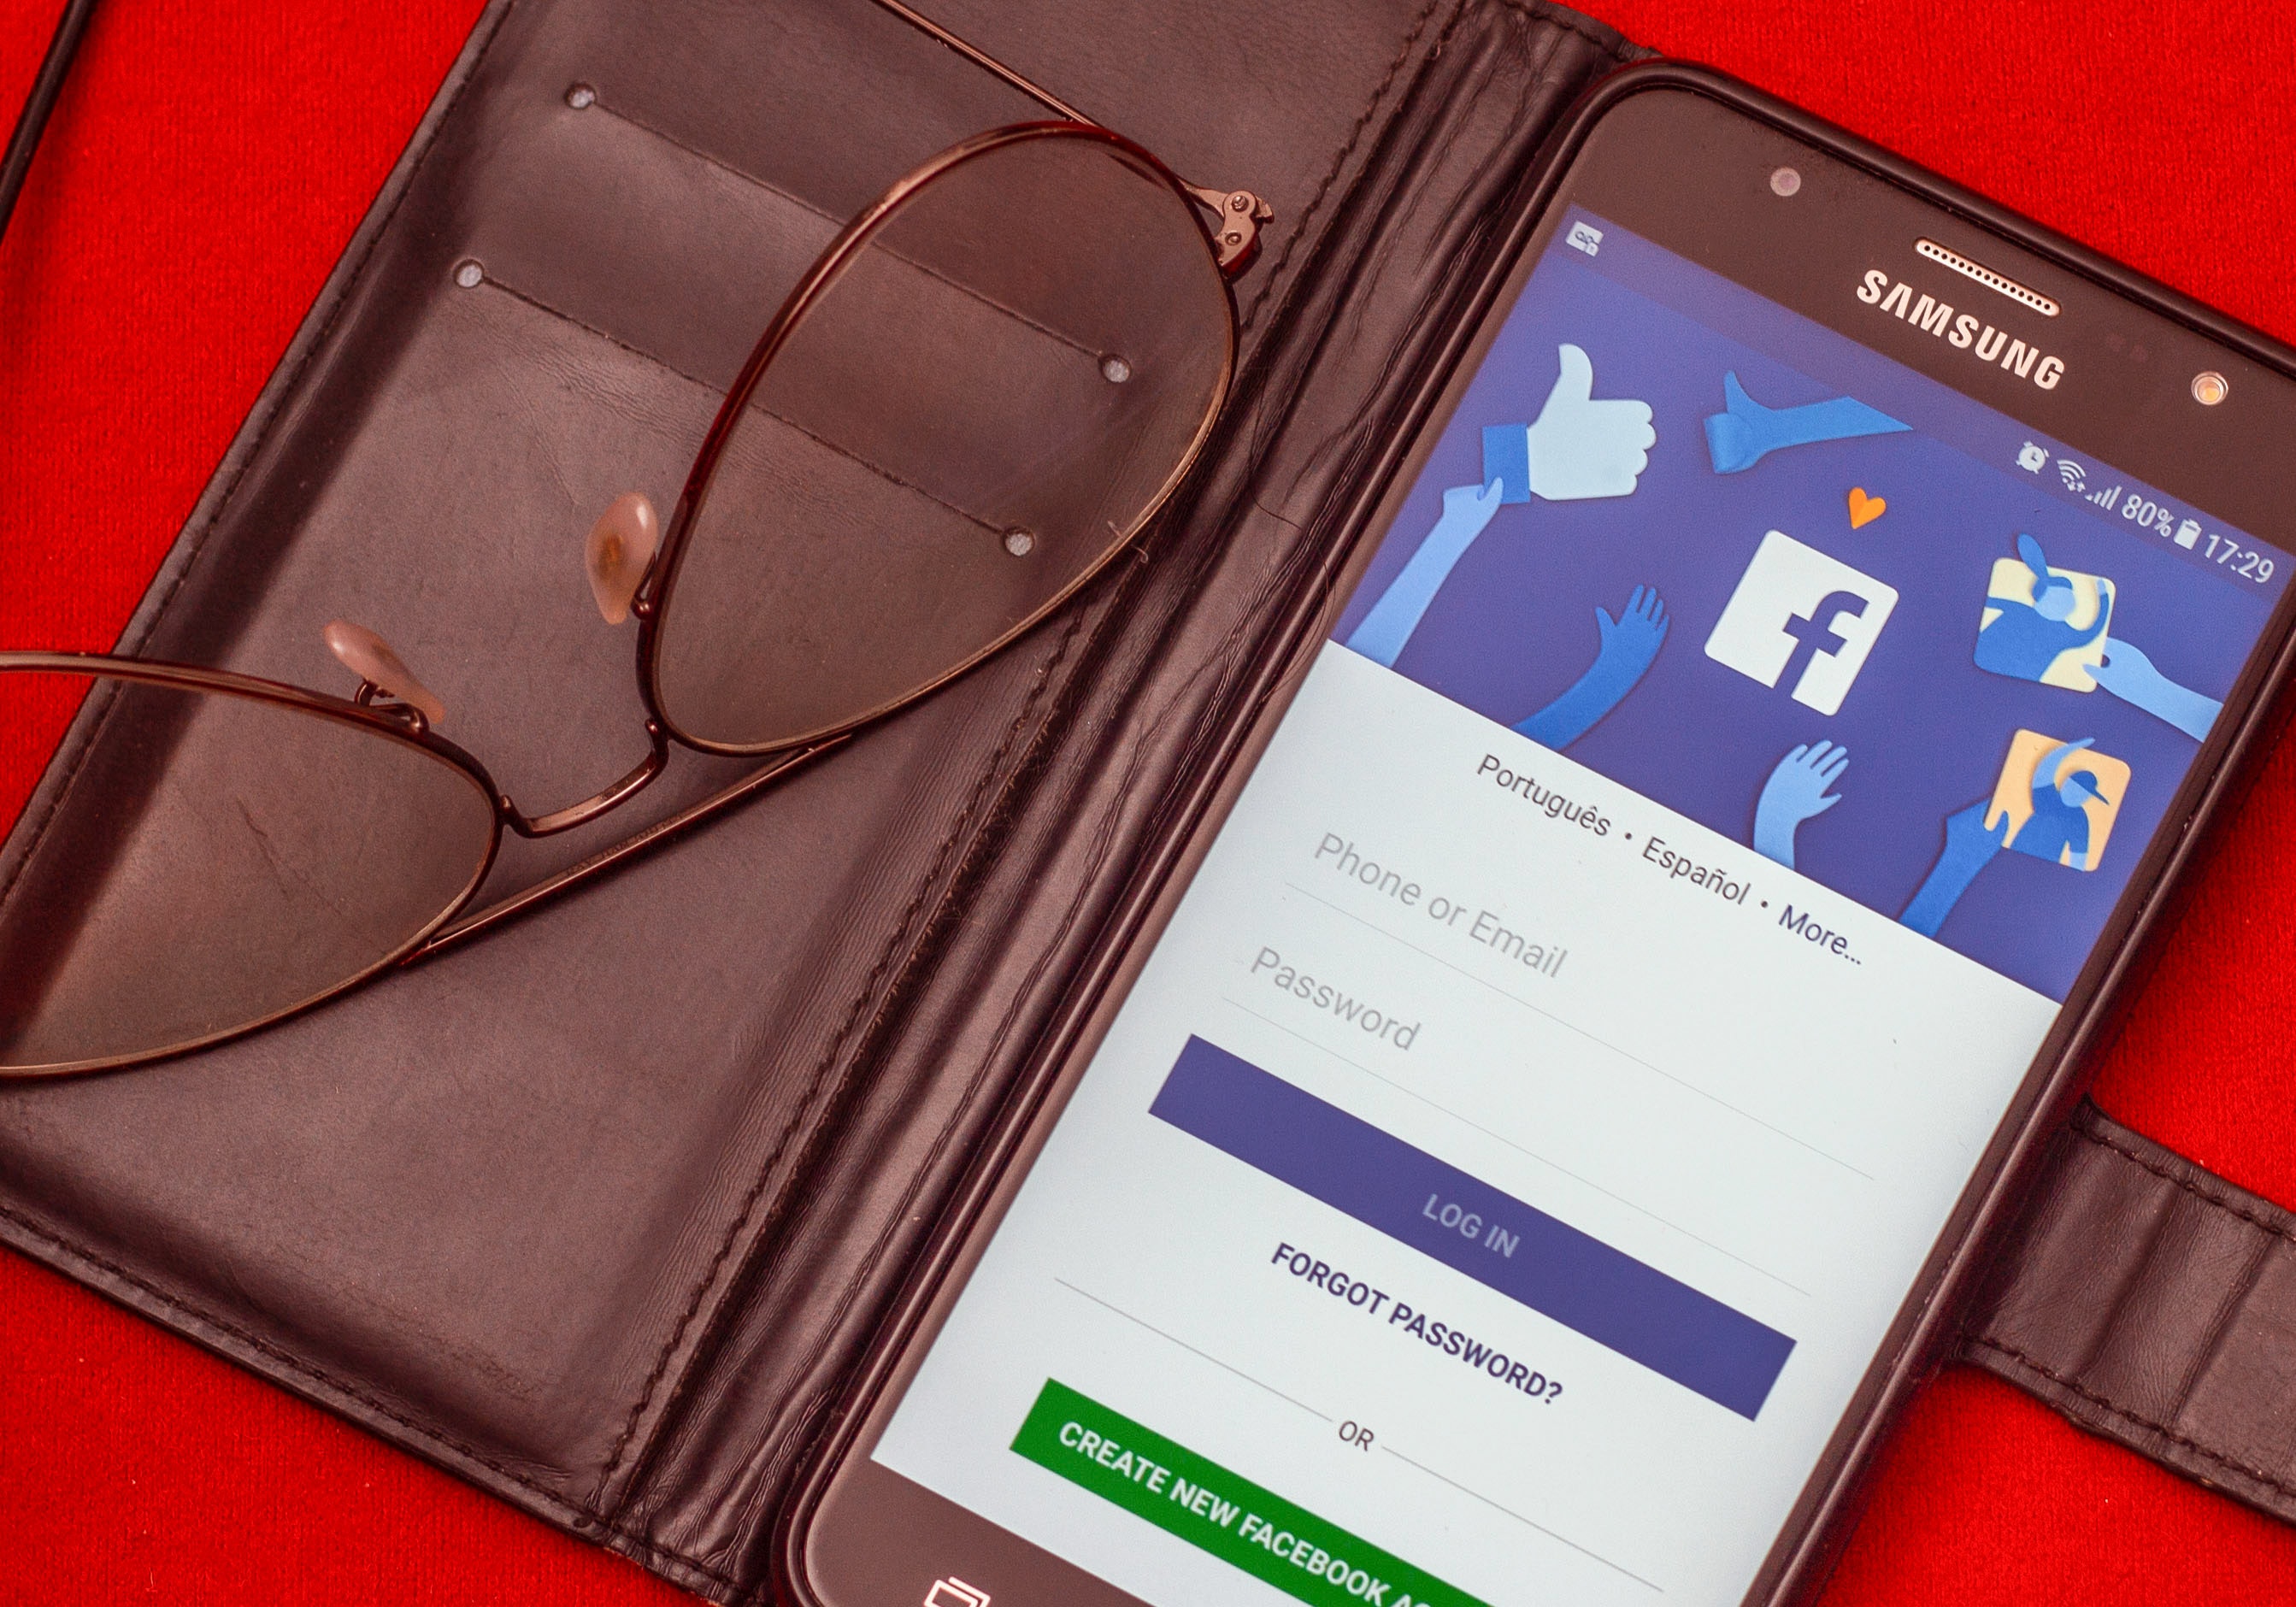 SAMSUNG
80% 17:29
f
Português • Español • More...
Phone or Email
Password
LOG IN
FORGOT PASSWORD?
OR
CREATE NEW FACEBOOK